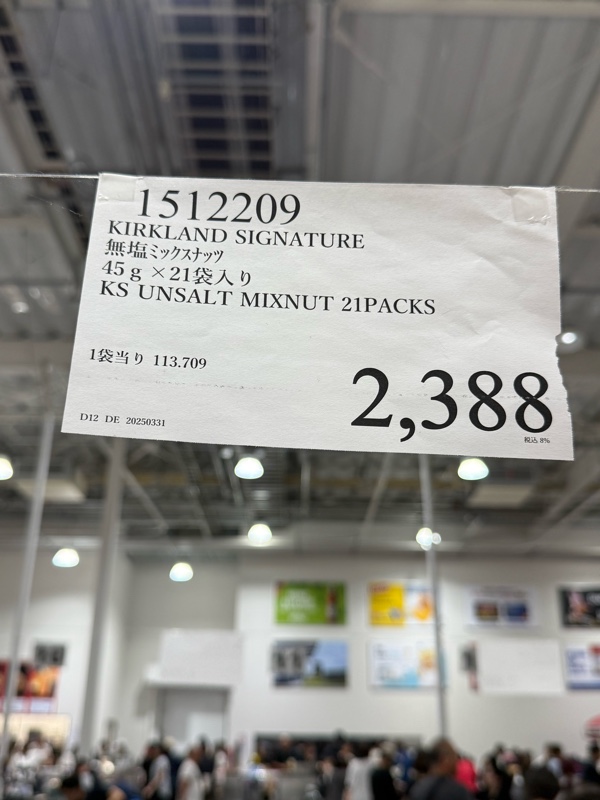 1512209
KIRKLAND SIGNATURE
無塩ミックスナッツ
45ｇ×21袋入り
KS UNSALT MIXNUT 21PACKS
1袋当り 113.709
2,388
税込 8%
D12 DE 20250331